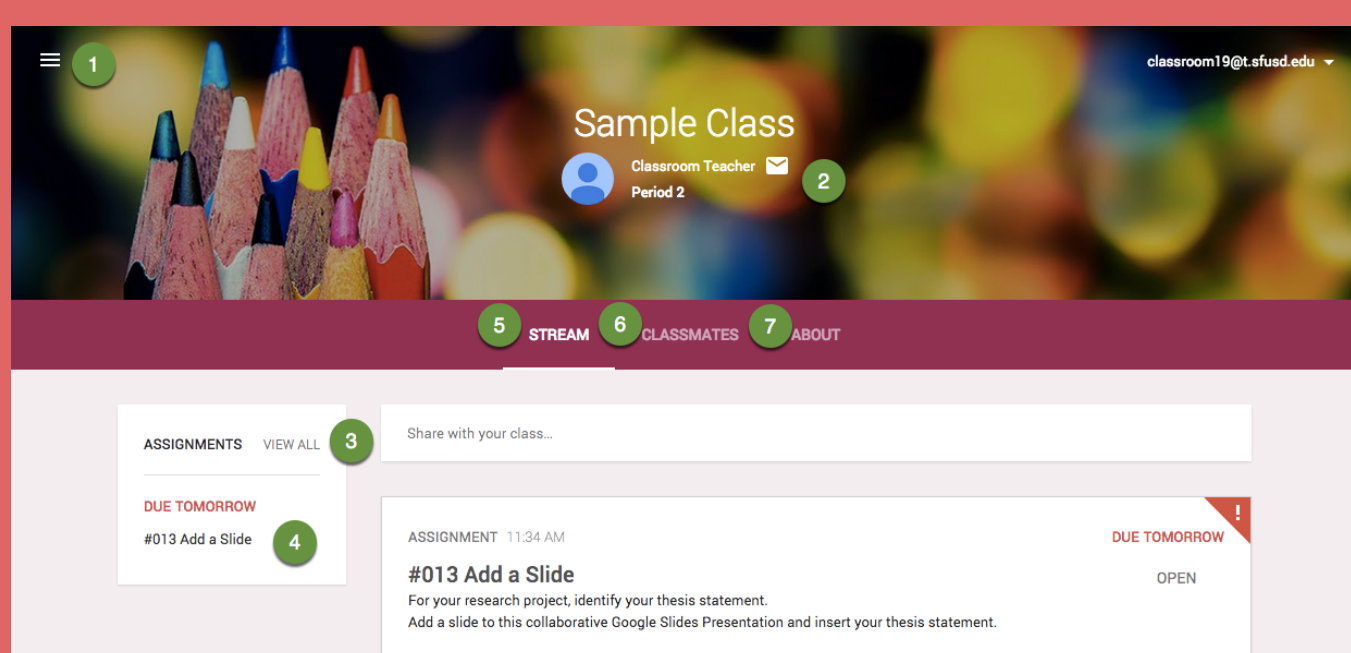 1
classroom19@t.sfusd.edu
Sample Class
Classroom Teacher
2
Period 2
5 STREAM 6 CLASSMATES 7 ABOUT
ASSIGNMENTS VIEW ALL 3
DUE TOMORROW
#013 Add a Slide 4
Share with your class...
!
ASSIGNMENT 11:34 AM DUE TOMORROW
#013 Add a Slide OPEN
For your research project, identify your thesis statement.
Add a slide to this collaborative Google Slides Presentation and insert your thesis statement.